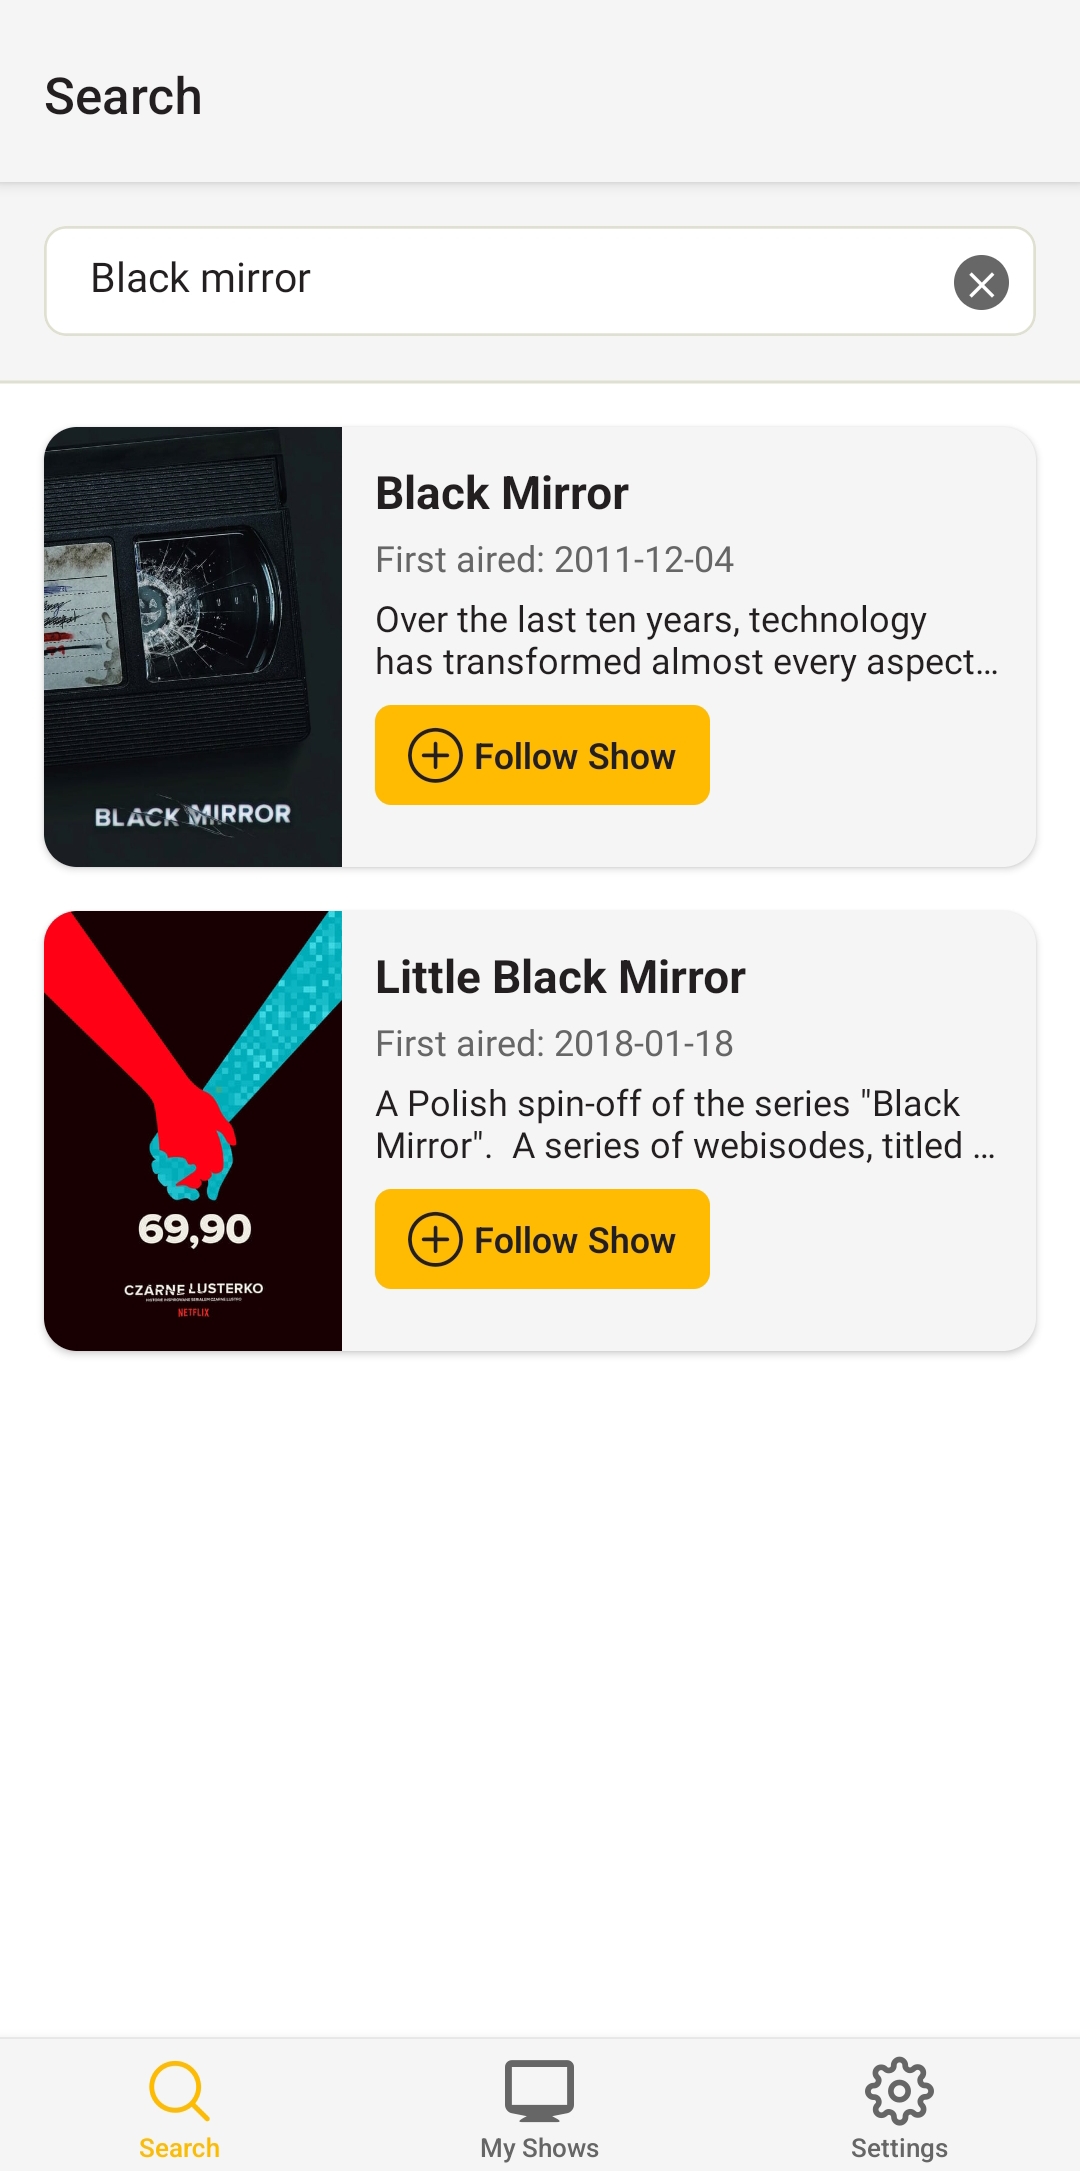 Search
Black mirror
BLACK MIRROR
Black Mirror
First aired: 2011-12-04
Over the last ten years, technology
has transformed almost every aspect...
Follow Show
69,90
CZARNE LUSTERKO
NETFLIX
Little Black Mirror
First aired: 2018-01-18
A Polish spin-off of the series "Black
Mirror".  A series of webisodes, titled ...
Follow Show
Search
My Shows
Settings